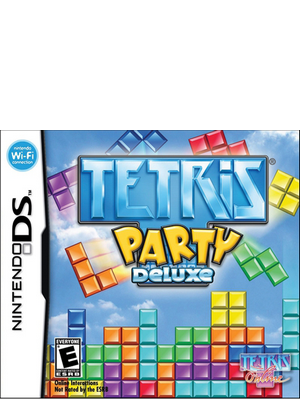 Nintendo
Wi-Fi
CONNECTION
NINTENDO DS™
TETRIS®
PARTY
DELUXE
EVERYONE
E
ESRB
Online Interactions
Not Rated by the ESRB
TETRIS
Online